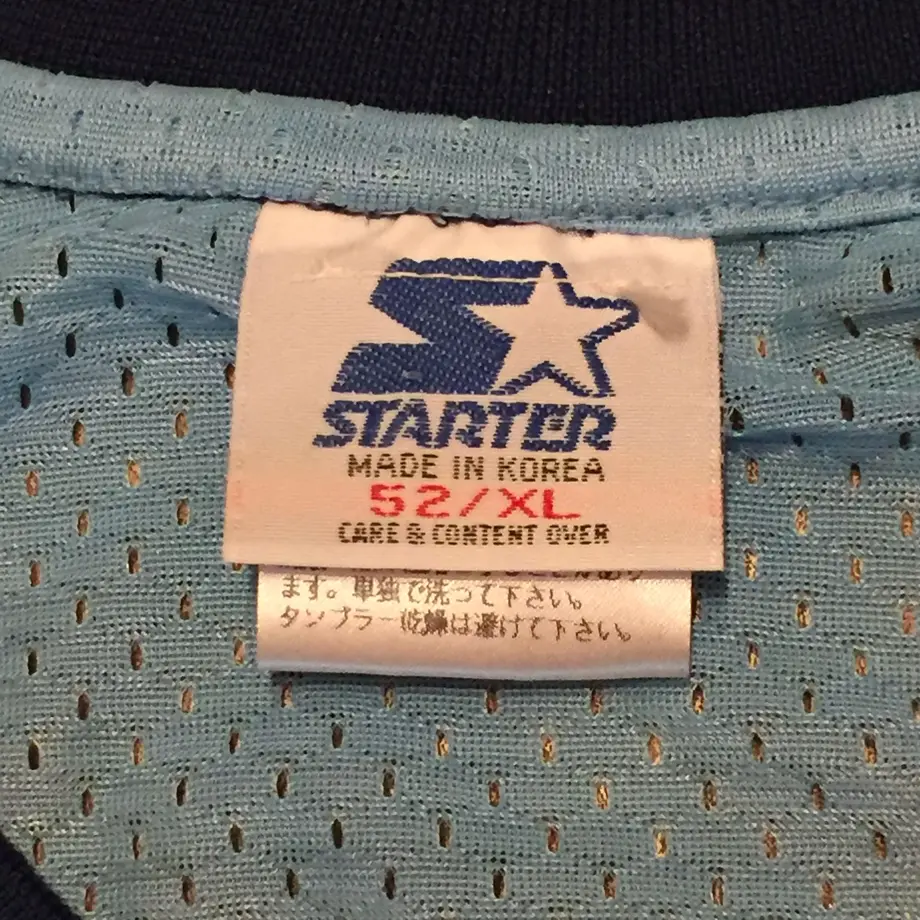 STARTER
MADE IN KOREA
52/XL
CARE & CONTENT OVER
ます。単独で洗って下さい。
タンブラー乾燥は避けて下さい。